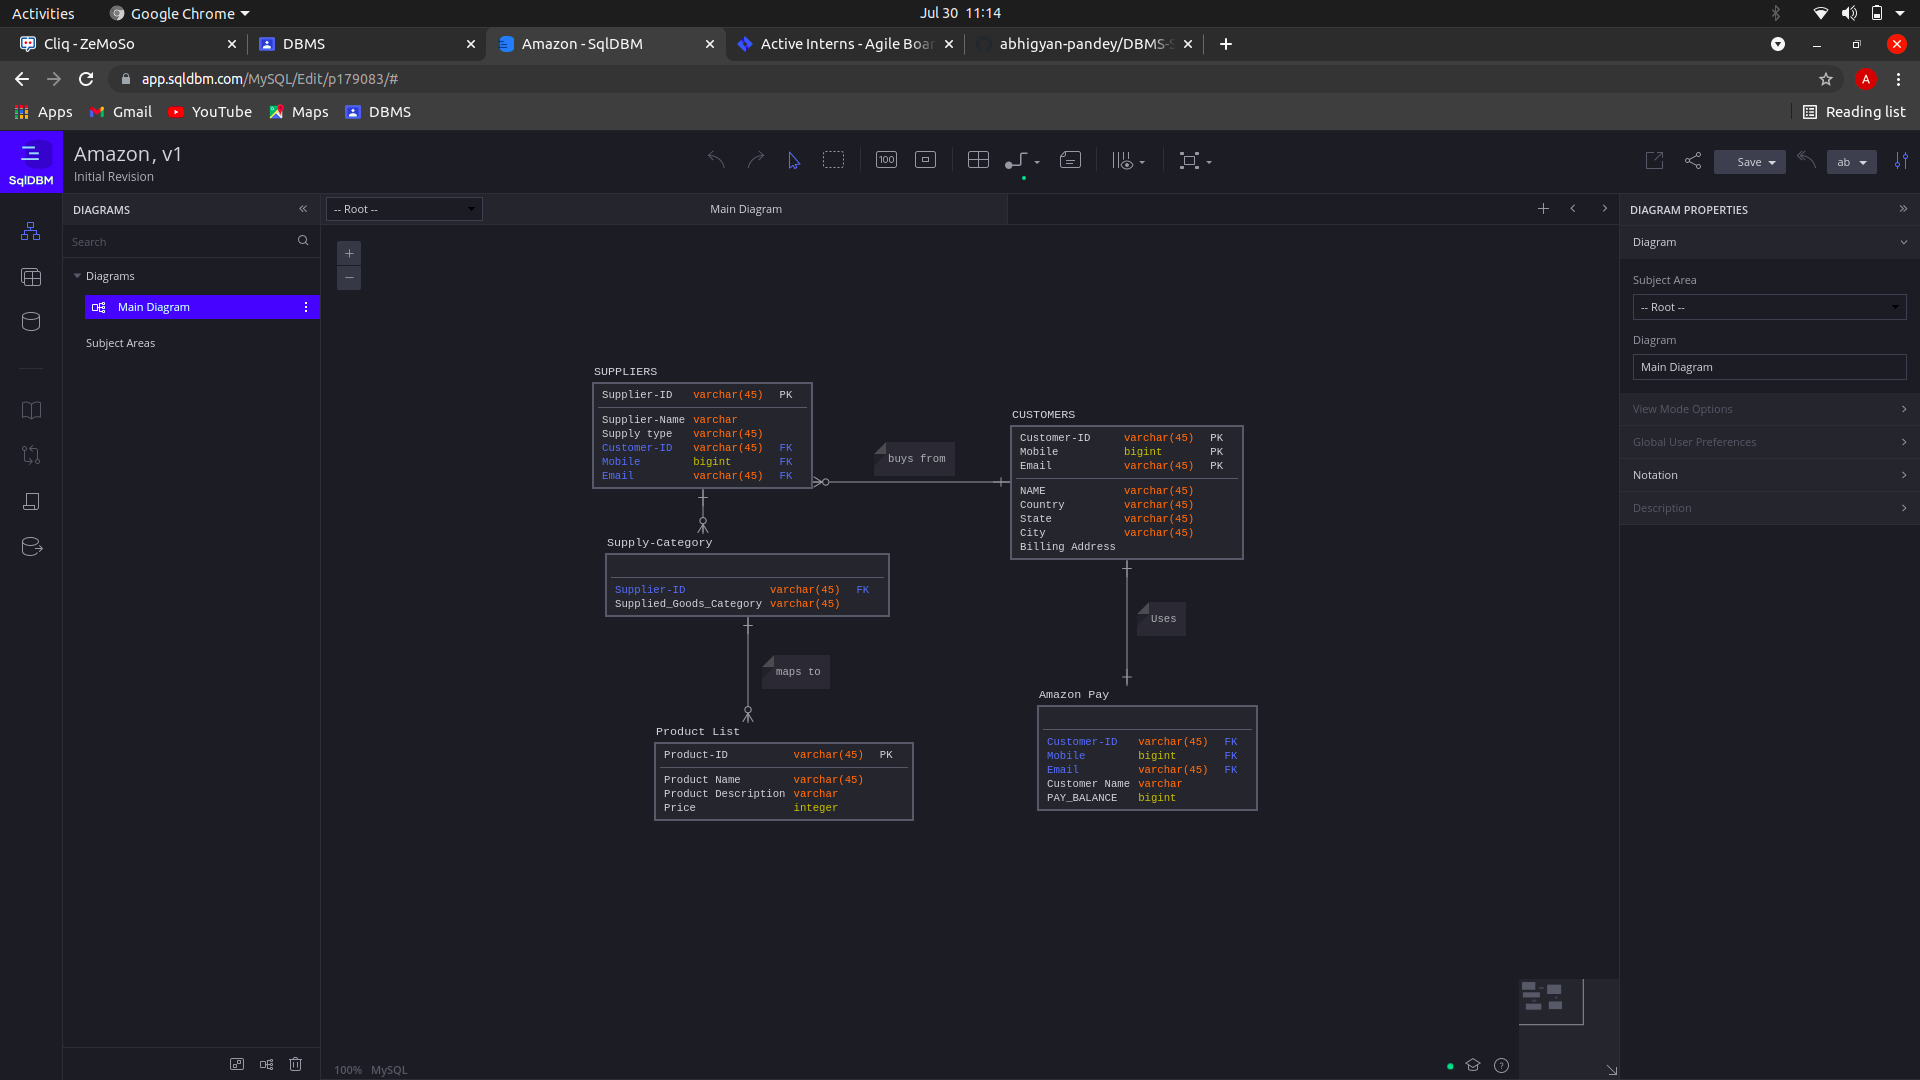 Activities
Google Chrome
Jul 30 11:14
Cliq - ZeMoSo
DBMS
Amazon - SqlDBM
Active Interns - Agile Boar
abhigyan-pandey/DBMS-S
app.sqldbm.com/MySQL/Edit/p179083/#
A
Apps
Gmail
YouTube
Maps
DBMS
Reading list
SqlDBM
Amazon, v1
Initial Revision
100
Save
ab
DIAGRAMS
-- Root --
Main Diagram
DIAGRAM PROPERTIES
Search
Diagrams
Main Diagram
Subject Areas
Diagram
Subject Area
-- Root --
Diagram
Main Diagram
View Mode Options
Global User Preferences
Notation
Description
SUPPLIERS
Supplier-ID varchar(45) PK
Supplier-Name varchar
Supply type varchar(45)
Customer-ID varchar(45) FK
Mobile bigint FK
Email varchar(45) FK
buys from
CUSTOMERS
Customer-ID varchar(45) PK
Mobile bigint PK
Email varchar(45) PK
NAME varchar(45)
Country varchar(45)
State varchar(45)
City varchar(45)
Billing Address
Supply-Category
Supplier-ID varchar(45) FK
Supplied_Goods_Category varchar(45)
Uses
maps to
Product List
Product-ID varchar(45) PK
Product Name varchar(45)
Product Description varchar
Price integer
Amazon Pay
Customer-ID varchar(45) FK
Mobile bigint FK
Email varchar(45) FK
Customer Name varchar
PAY_BALANCE bigint
100% MySQL